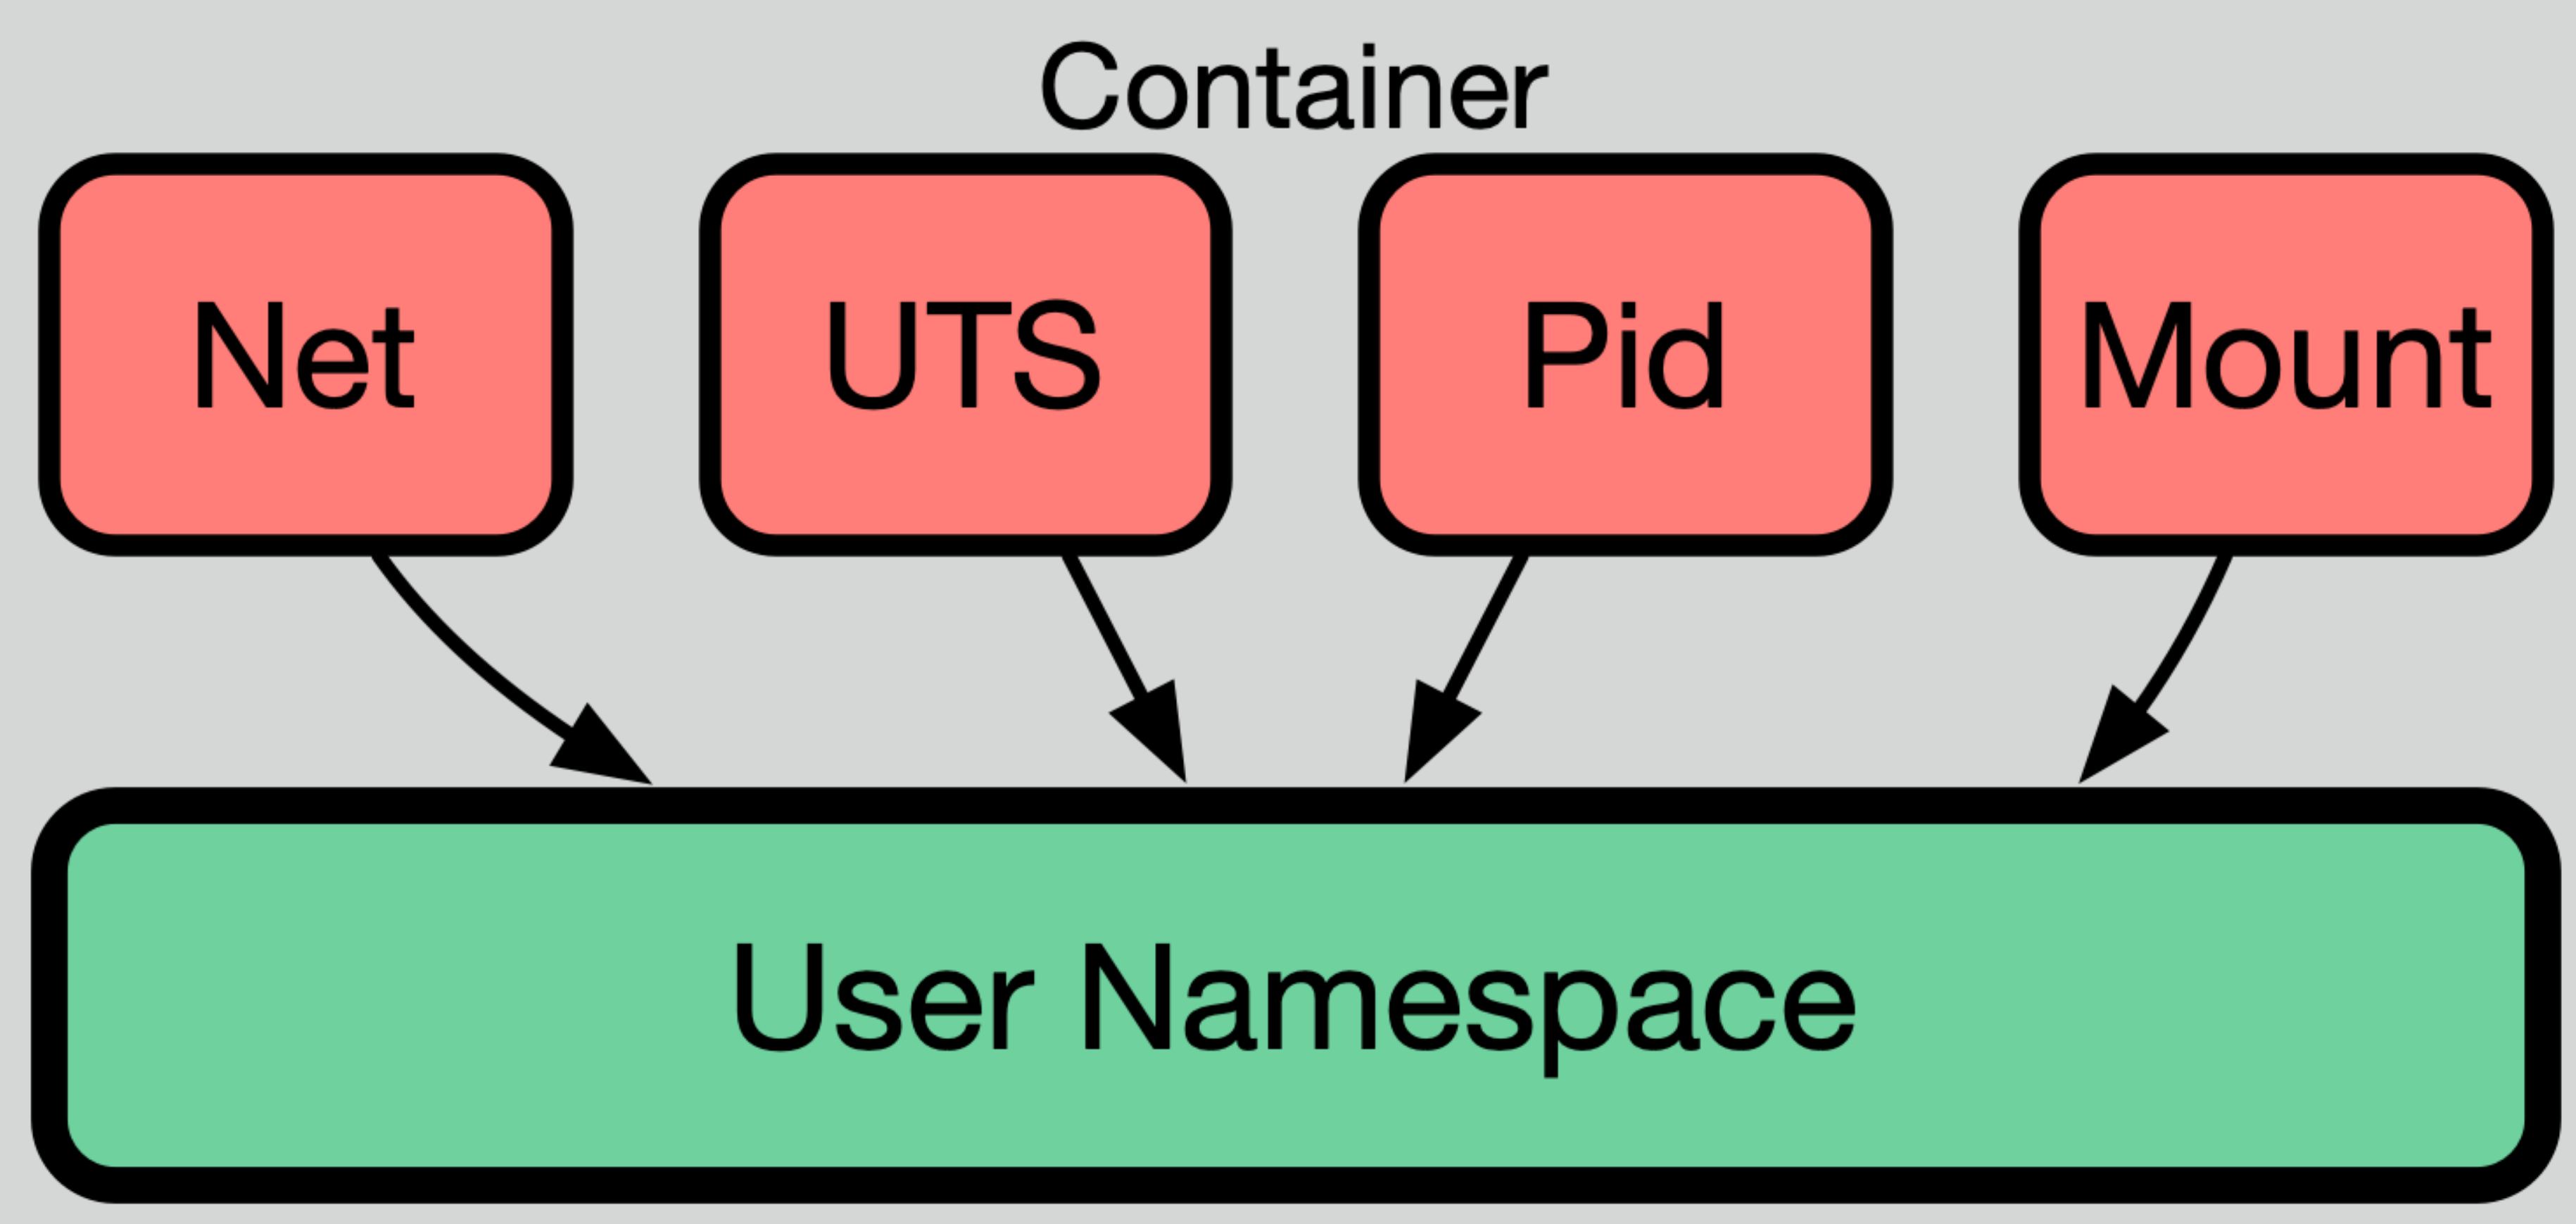 Container
Net
UTS
Pid
Mount
User Namespace